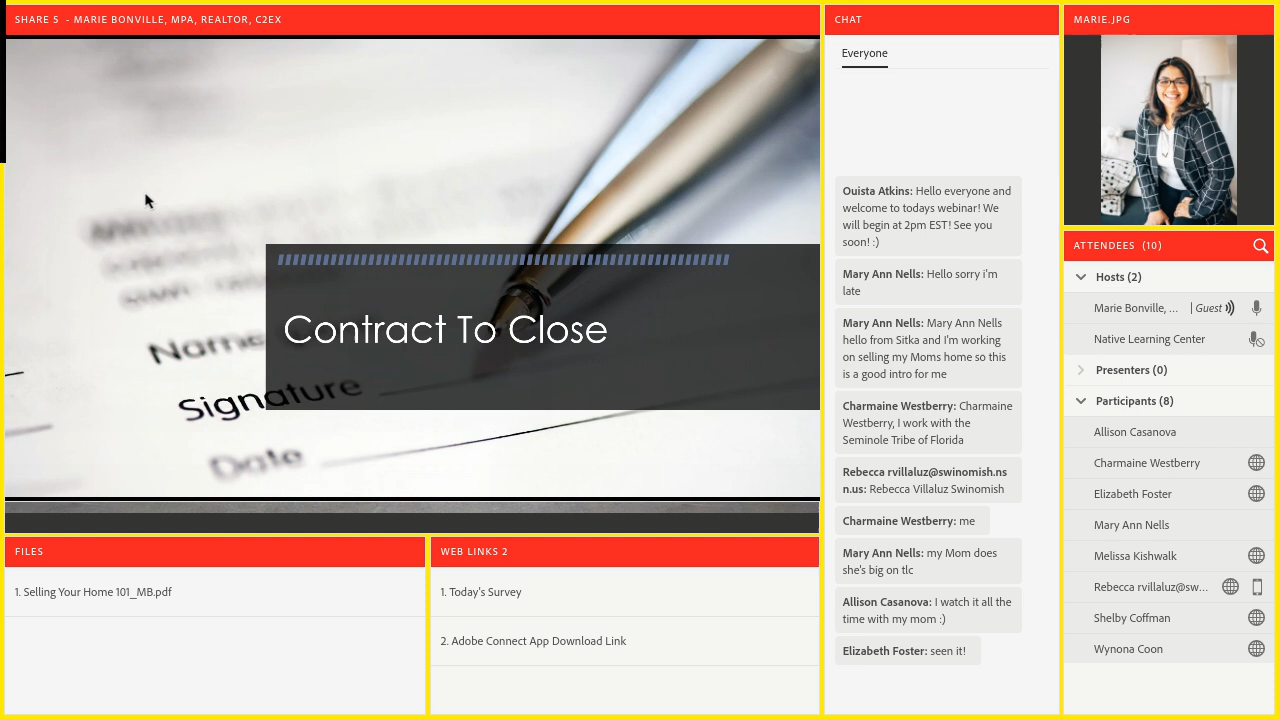 SHARE 5 - MARIE BONVILLE, MPA, REALTOR, C2EX
Name
Signature
Date
Contract To Close
FILES
1. Selling Your Home 101_MB.pdf
WEB LINKS 2
1. Today's Survey
2. Adobe Connect App Download Link
CHAT
Everyone
Ouista Atkins: Hello everyone and
welcome to todays webinar! We
will begin at 2pm EST! See you
soon! :)
Mary Ann Nells: Hello sorry i'm
late
Mary Ann Nells: Mary Ann Nells
hello from Sitka and I'm working
on selling my Moms home so this
is a good intro for me
Charmaine Westberry: Charmaine
Westberry, I work with the
Seminole Tribe of Florida
Rebecca rvillaluz@swinomish.ns
n.us: Rebecca Villaluz Swinomish
Charmaine Westberry: me
Mary Ann Nells: my Mom does
she's big on tlc
Allison Casanova: I watch it all the
time with my mom :)
Elizabeth Foster: seen it!
MARIE.JPG
ATTENDEES (10)
Hosts (2)
Marie Bonville, ... | Guest
Native Learning Center
Presenters (0)
Participants (8)
Allison Casanova
Charmaine Westberry
Elizabeth Foster
Mary Ann Nells
Melissa Kishwalk
Rebecca rvillaluz@sw...
Shelby Coffman
Wynona Coon